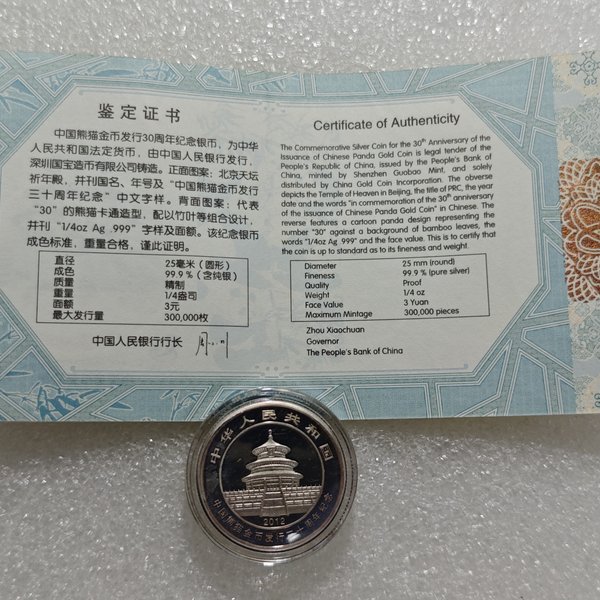 鉴定证书
中国熊猫金币发行30周年纪念银币，为中华
人民共和国法定货币，由中国人民银行发行，
深圳国宝造币有限公司铸造。正面图案：北京天坛
祈年殿，并刊国名、年号及“中国熊猫金币发行
三十周年纪念”中文字样。背面图案：代表
“30”的熊猫卡通造型，配以竹叶等组合设计，
并刊“1/4oz Ag .999”字样及面额。该纪念银币
成色标准，重量合格，谨此证明。
直径 25毫米（圆形）
成色 99.9％（含纯银）
质量 精制
重量 1/4盎司
面额 3元
最大发行量 300,000枚
中国人民银行行长
Certificate of Authenticity
The Commemorative Silver Coin for the 30th Anniversary of the
Issuance of Chinese Panda Gold Coin is legal tender of the
People's Republic of China, issued by the People's Bank of
China, minted by Shenzhen Guobao Mint, and solely
distributed by China Gold Coin Incorporation. The obverse
depicts the Temple of Heaven in Beijing, the title of PRC, the year
date and the words "in commemoration of the 30th anniversary
of the issuance of Chinese Panda Gold Coin" in Chinese. The
reverse features a cartoon panda design representing the
number "30" against a background of bamboo leaves, the
words "1/4oz Ag .999" and the face value. This is to certify that
the coin is up to standard as to its fineness and weight.
Diameter 25 mm (round)
Fineness 99.9 % (pure silver)
Quality Proof
Weight 1/4 oz
Face Value 3 Yuan
Maximum Mintage 300,000 pieces
Zhou Xiaochuan
Governor
The People's Bank of China
中华人民共和国
2012
中国熊猫金币发行三十周年纪念